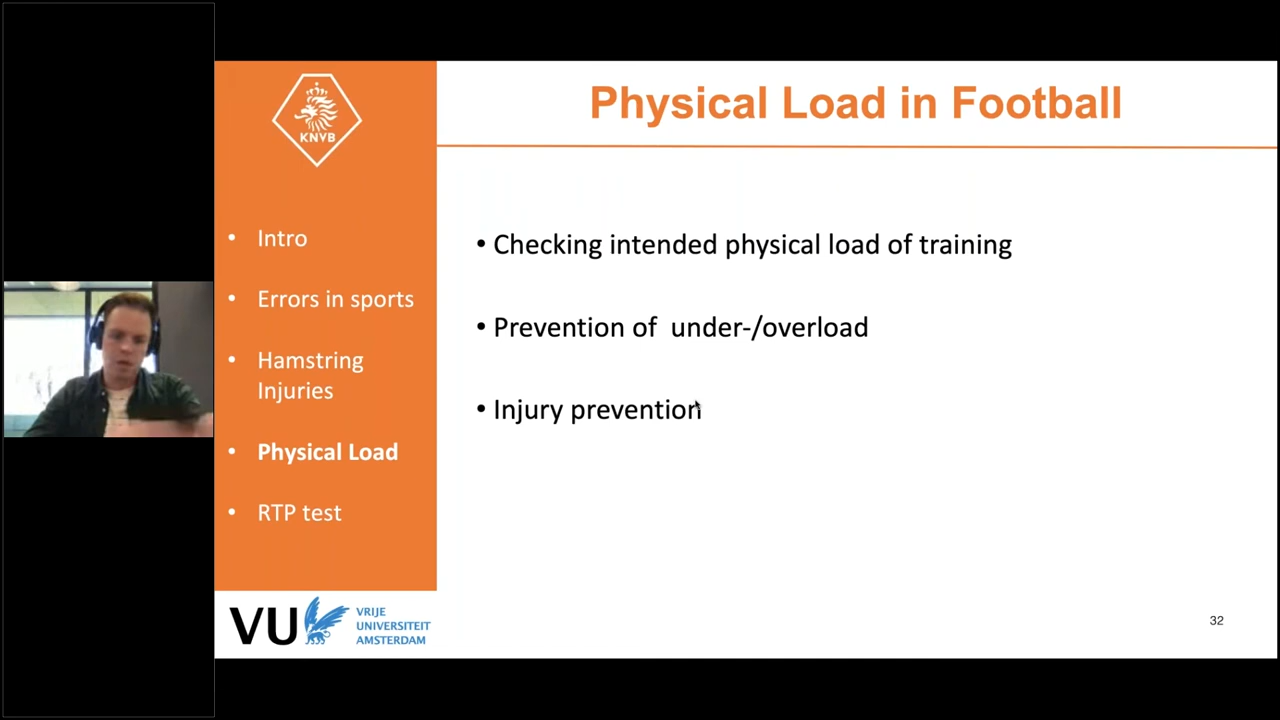 KNVB
Physical Load in Football
• Intro
• Errors in sports
• Hamstring
Injuries
• Physical Load
• RTP test
• Checking intended physical load of training
• Prevention of under-/overload
• Injury prevention
VU
VRIJE
UNIVERSITEIT
AMSTERDAM
32